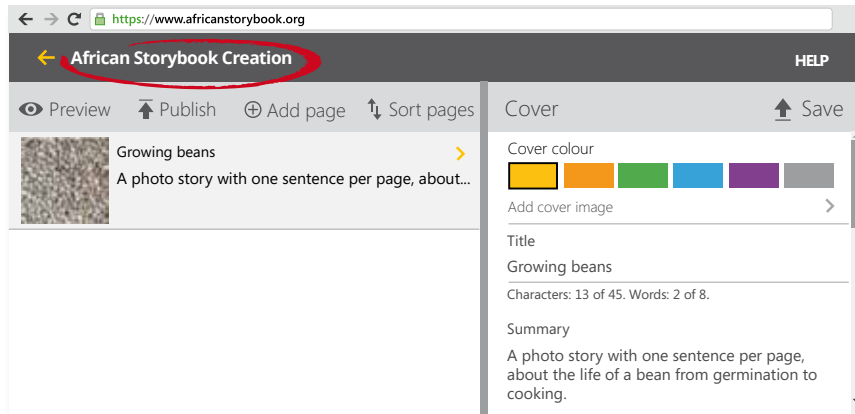 https://www.africanstorybook.org
African Storybook Creation
HELP
Preview
Publish
Add page
Sort pages
Cover
Save
Growing beans
A photo story with one sentence per page, about...
Cover colour
Add cover image
Title
Growing beans
Characters: 13 of 45. Words: 2 of 8.
Summary
A photo story with one sentence per page,
about the life of a bean from germination to
cooking.